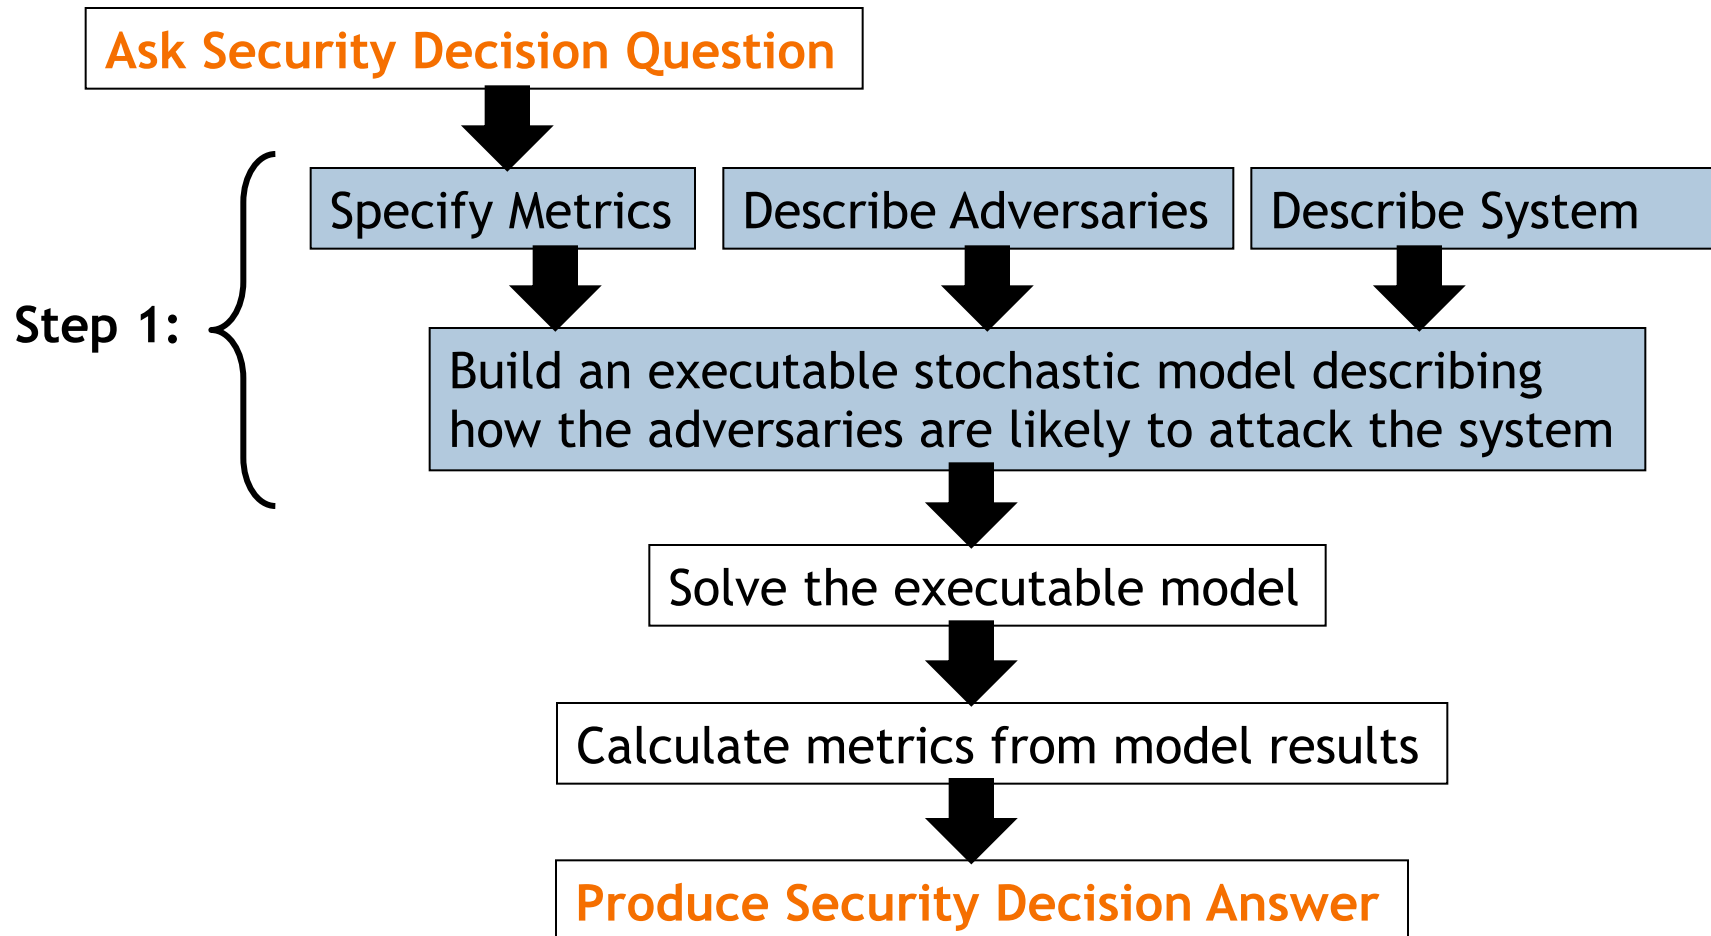 Ask Security Decision Question
Specify Metrics
Describe Adversaries
Describe System
Step 1:
Build an executable stochastic model describing
how the adversaries are likely to attack the system
Solve the executable model
Calculate metrics from model results
Produce Security Decision Answer